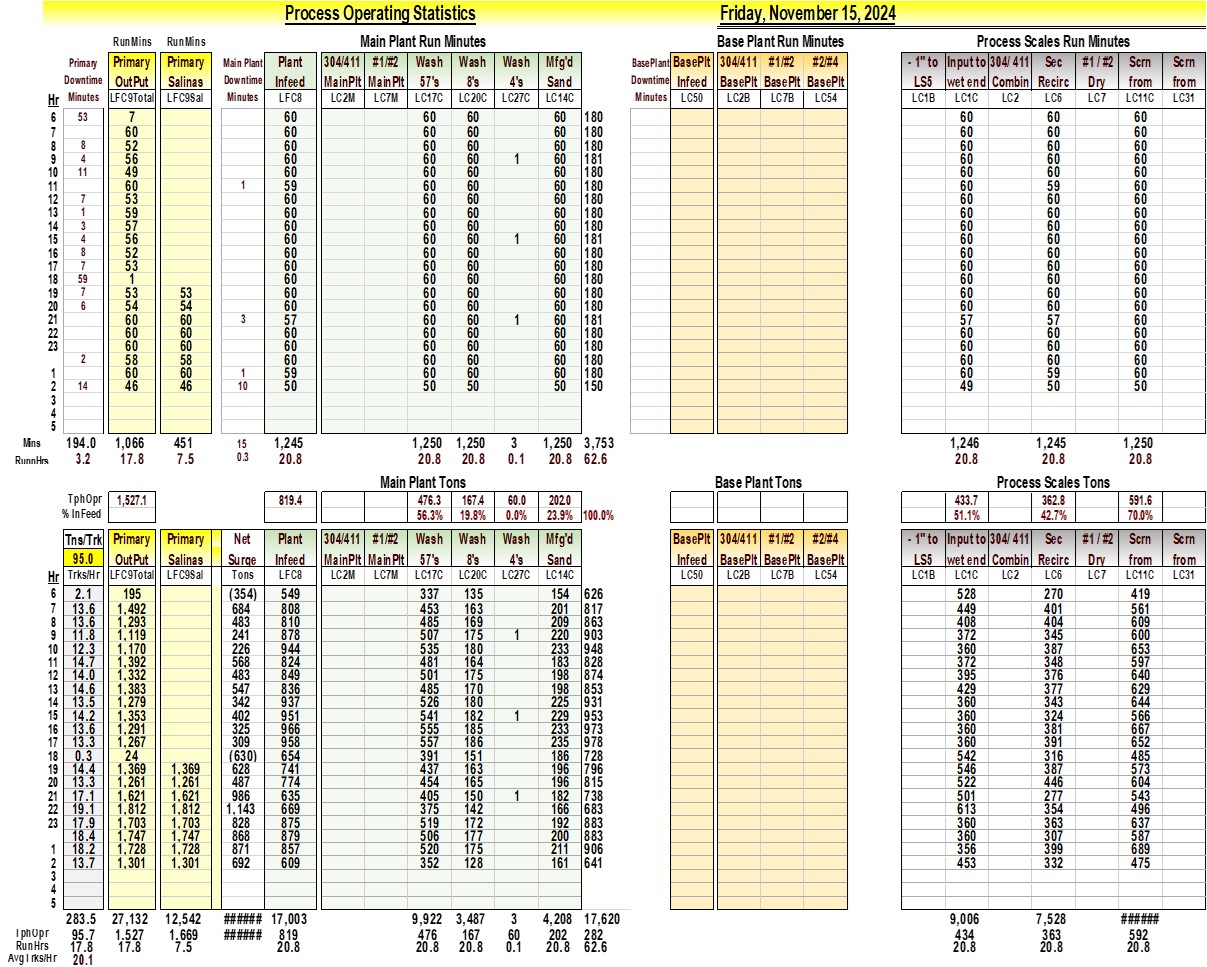 Process Operating Statistics Friday, November 15, 2024
RunMins RunMins Main Plant Run Minutes Base Plant Run Minutes Process Scales Run Minutes
Primary Primary Primary Main Plant Plant 304/411 #1/#2 Wash Wash Wash Mfg'd BasePlant BasePlt 304/411 #1/#2 #2/#4 - 1" to Input to 304/ 411 Sec #1 / #2 Scrn Scrn
Downtime OutPut Salinas Downtime Infeed MainPlt MainPlt 57's 8's 4's Sand Downtime Infeed BasePlt BasePlt BasePlt LS5 wet end Combin Recirc Dry from from
Hr Minutes LFC9Total LFC9Sal Minutes LFC8 LC2M LC7M LC17C LC20C LC27C LC14C Minutes LC50 LC2B LC7B LC54 LC1B LC1C LC2 LC6 LC7 LC11C LC31
6 53 7 60 60 60 60 180 60 60 60
7 60 60 60 60 60 180 60 60 60
8 8 52 60 60 60 60 180 60 60 60
9 4 56 60 60 60 1 60 181 60 60 60
10 11 49 60 60 60 60 180 60 60 60
11 60 1 59 60 60 60 180 60 59 60
12 7 53 60 60 60 60 180 60 60 60
13 1 59 60 60 60 60 180 60 60 60
14 3 57 60 60 60 60 180 60 60 60
15 4 56 60 60 60 1 60 181 60 60 60
16 8 52 60 60 60 60 180 60 60 60
17 7 53 60 60 60 60 180 60 60 60
18 59 1 60 60 60 60 180 60 60 60
19 7 53 53 60 60 60 60 180 60 60 60
20 6 54 54 60 60 60 60 180 60 60 60
21 60 60 3 57 60 60 1 60 181 57 57 60
22 60 60 60 60 60 60 180 60 60 60
23 60 60 60 60 60 60 180 60 60 60
2 58 58 60 60 60 60 180 60 60 60
1 60 60 1 59 60 60 60 180 60 59 60
2 14 46 46 10 50 50 50 50 150 49 50 50
3
4
5
Mins 194.0 1,066 451 15 1,245 1,250 1,250 3 1,250 3,753 1,246 1,245 1,250
RunnHrs 3.2 17.8 7.5 0.3 20.8 20.8 20.8 0.1 20.8 62.6 20.8 20.8 20.8
Main Plant Tons Base Plant Tons Process Scales Tons
TphOpr 1,527.1 819.4 476.3 167.4 60.0 202.0 433.7 362.8 591.6
% InFeed 56.3% 19.8% 0.0% 23.9% 100.0% 51.1% 42.7% 70.0%
Tns/Trk Primary Primary Net Plant 304/411 #1/#2 Wash Wash Wash Mfg'd BasePlt 304/411 #1/#2 #2/#4 - 1" to Input to 304/ 411 Sec #1 / #2 Scrn Scrn
95.0 OutPut Salinas Surge Infeed MainPlt MainPlt 57's 8's 4's Sand Infeed BasePlt BasePlt BasePlt LS5 wet end Combin Recirc Dry from from
Hr Trks/Hr LFC9Total LFC9Sal Tons LFC8 LC2M LC7M LC17C LC20C LC27C LC14C LC50 LC2B LC7B LC54 LC1B LC1C LC2 LC6 LC7 LC11C LC31
6 2.1 195 (354) 549 337 135 154 626 528 270 419
7 13.6 1,492 684 808 453 163 201 817 449 401 561
8 13.6 1,293 483 810 485 169 209 863 408 404 609
9 11.8 1,119 241 878 507 175 1 220 903 372 345 600
10 12.3 1,170 226 944 535 180 233 948 360 387 653
11 14.7 1,392 568 824 481 164 183 828 372 348 597
12 14.0 1,332 483 849 501 175 198 874 395 376 640
13 14.6 1,383 547 836 485 170 198 853 429 377 629
14 13.5 1,279 342 937 526 180 225 931 360 343 644
15 14.2 1,353 402 951 541 182 1 229 953 360 324 566
16 13.6 1,291 325 966 555 185 233 973 360 381 667
17 13.3 1,267 309 958 557 186 235 978 360 391 652
18 0.3 24 (630) 654 391 151 186 728 542 316 485
19 14.4 1,369 1,369 628 741 437 163 196 796 546 387 573
20 13.3 1,261 1,261 487 774 454 165 196 815 522 446 604
21 17.1 1,621 1,621 986 635 405 150 1 182 738 501 277 543
22 19.1 1,812 1,812 1,143 669 375 142 166 683 613 354 496
23 17.9 1,703 1,703 828 875 519 172 192 883 360 363 637
18.4 1,747 1,747 868 879 506 177 200 883 360 307 587
1 18.2 1,728 1,728 871 857 520 175 211 906 356 399 689
2 13.7 1,301 1,301 692 609 352 128 161 641 453 332 475
3
4
5
283.5 27,132 12,542 ###### 17,003 9,922 3,487 3 4,208 17,620 9,006 7,528 ######
TphOpr 95.7 1,527 1,669 ###### 819 476 167 60 202 282 434 363 592
RunHrs 17.8 17.8 7.5 20.8 20.8 20.8 0.1 20.8 62.6 20.8 20.8 20.8
AvgTrks/Hr 20.1